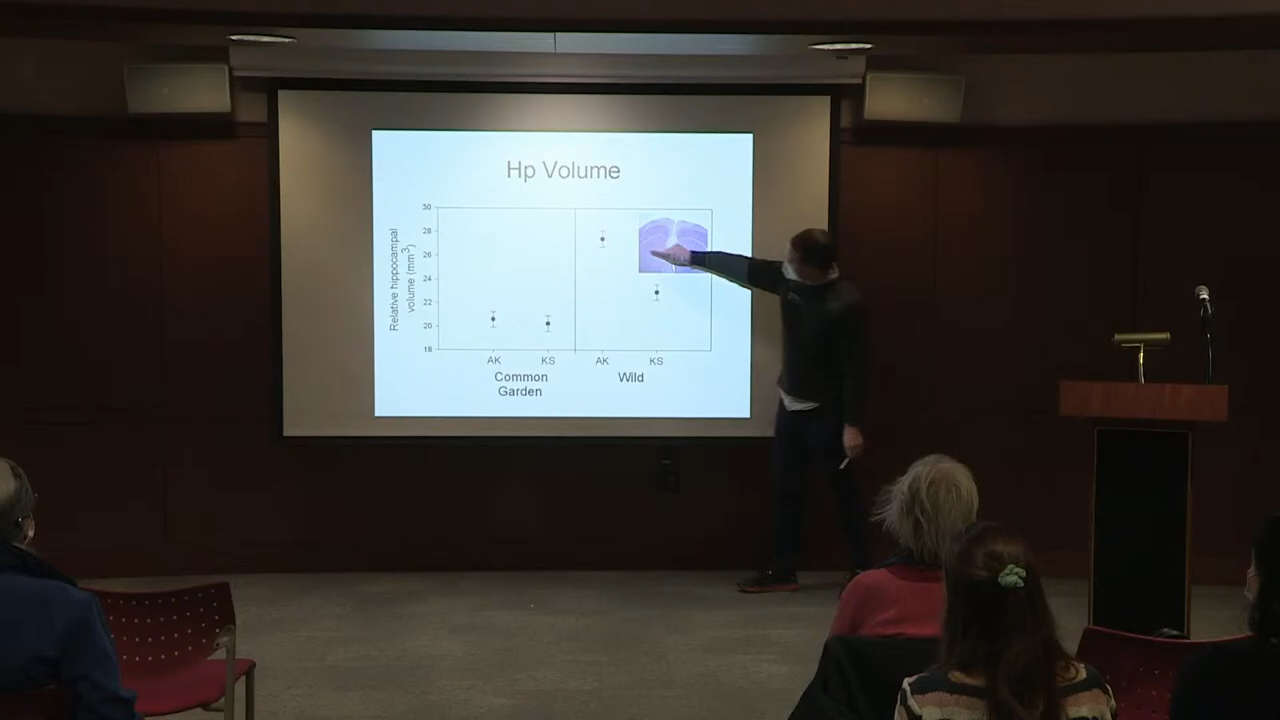 Hp Volume
Relative hippocampal
volume (mm³)
30
28
26
24
22
20
18
AK
KS
AK
KS
Common
Garden
Wild